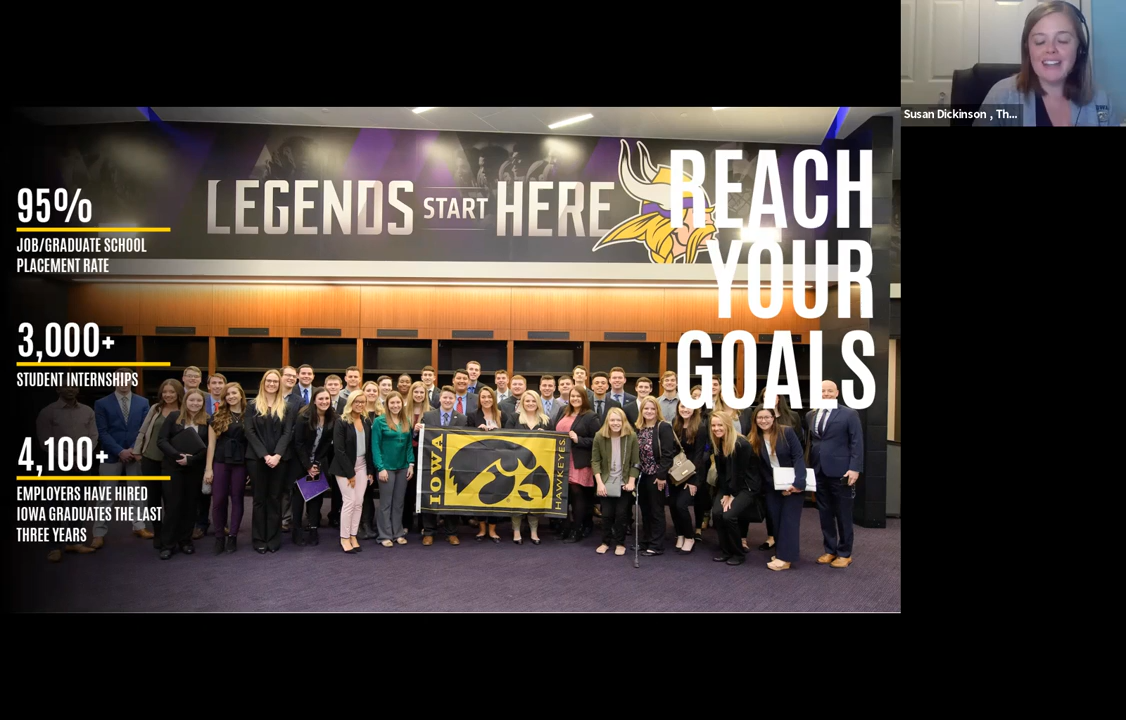 95%
JOB/GRADUATE SCHOOL
PLACEMENT RATE
3,000+
STUDENT INTERNSHIPS
4,100+
EMPLOYERS HAVE HIRED
IOWA GRADUATES THE LAST
THREE YEARS
LEGENDS START HERE
REACH
YOUR
GOALS
IOWA
HAWKEYES
Susan Dickinson , Th...